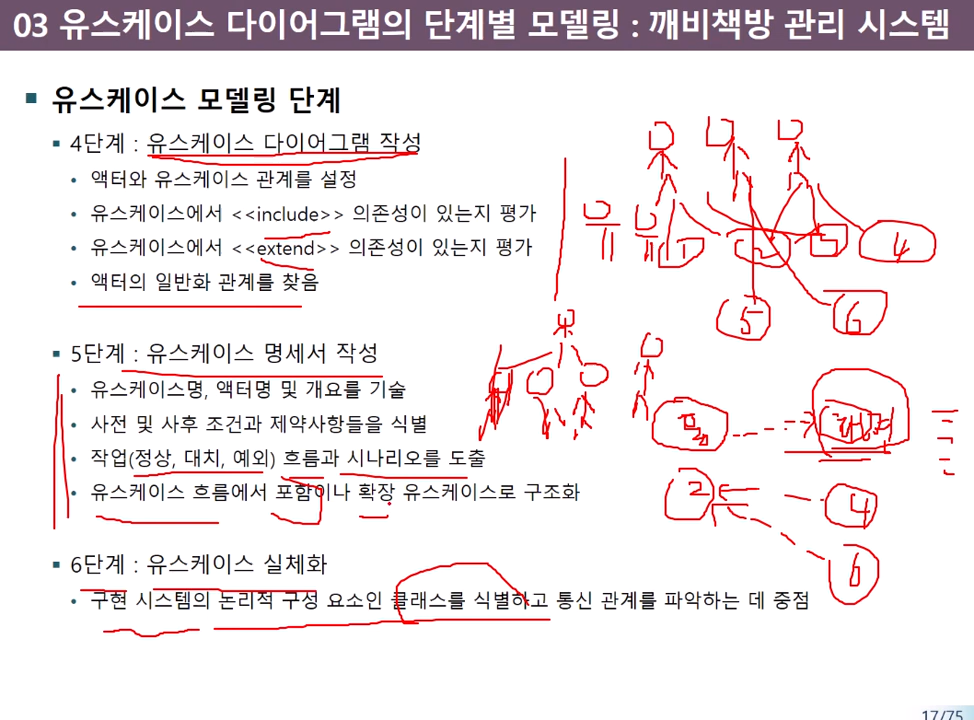 03 유스케이스 다이어그램의 단계별 모델링 : 깨비책방 관리 시스템
유스케이스 모델링 단계
4단계 : 유스케이스 다이어그램 작성
액터와 유스케이스 관계를 설정
유스케이스에서 <<include>> 의존성이 있는지 평가
유스케이스에서 <<extend>> 의존성이 있는지 평가
액터의 일반화 관계를 찾음
4
5
6
5단계 : 유스케이스 명세서 작성
유스케이스명, 액터명 및 개요를 기술
사전 및 사후 조건과 제약사항들을 식별
작업(정상, 대치, 예외) 흐름과 시나리오를 도출
유스케이스 흐름에서 포함이나 확장 유스케이스로 구조화
2
4
6
6단계 : 유스케이스 실체화
구현 시스템의 논리적 구성 요소인 클래스를 식별하고 통신 관계를 파악하는 데 중점
17/75